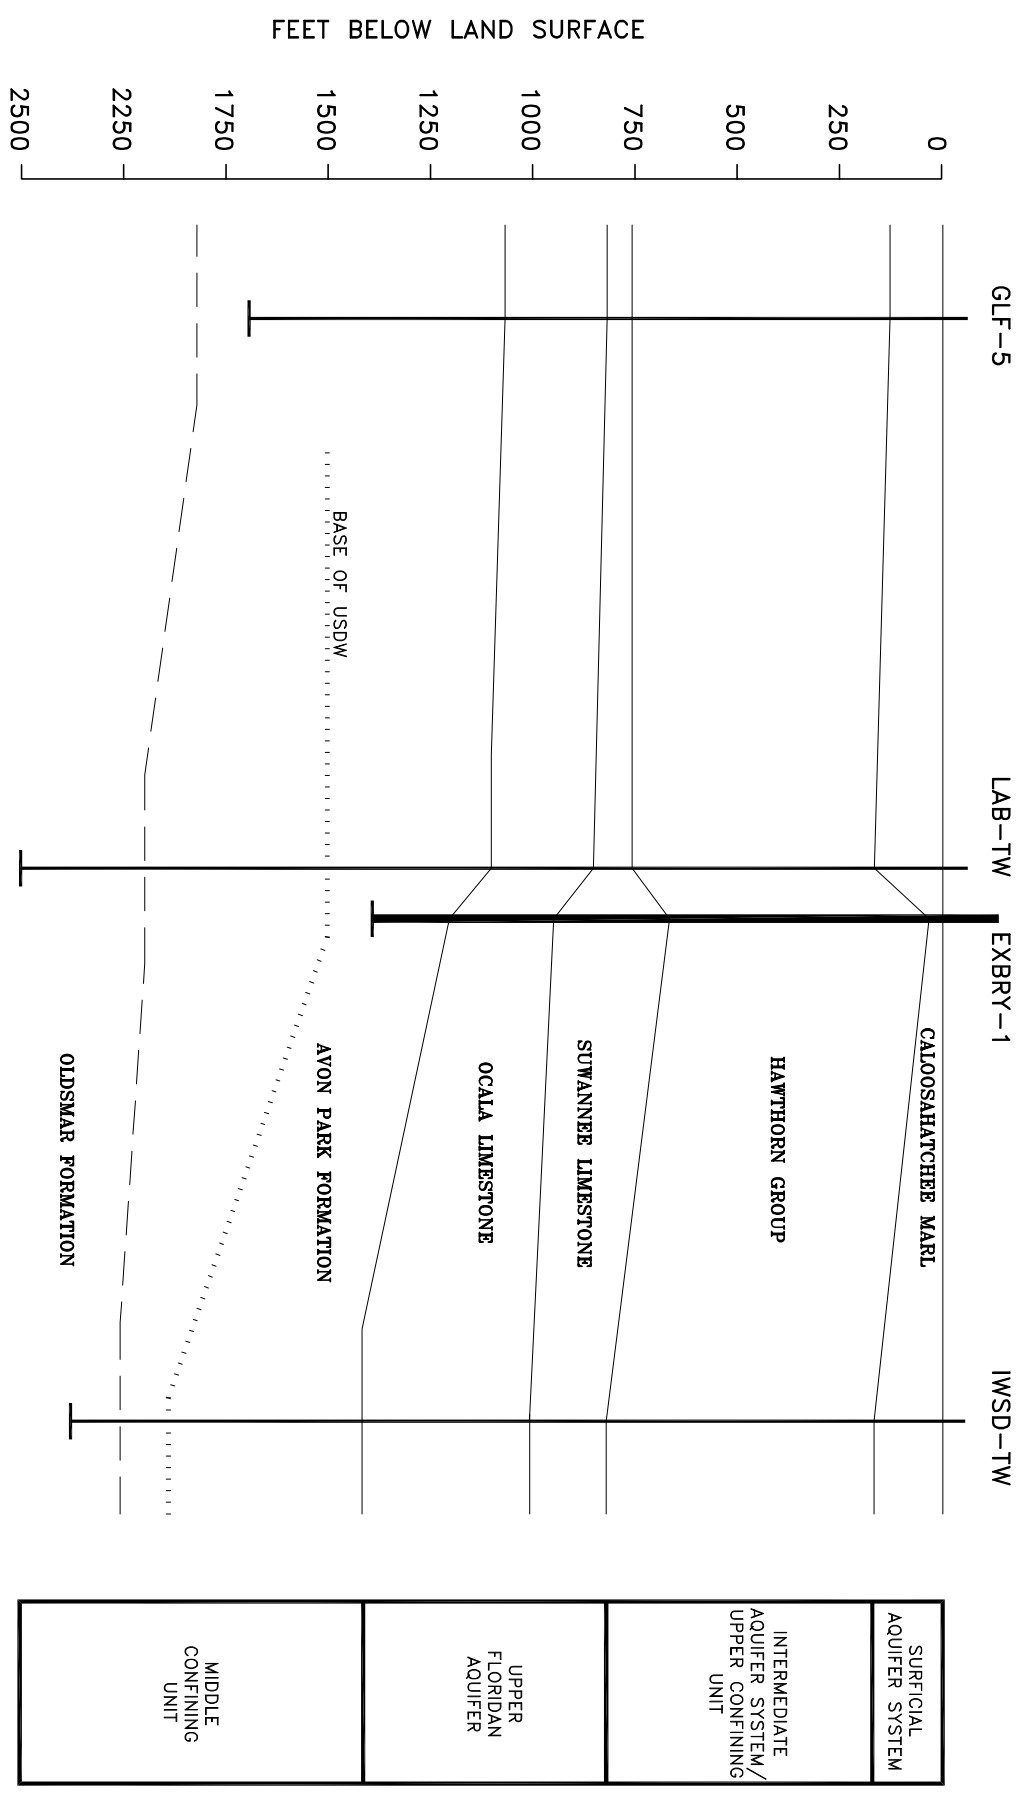 GLF-5
LAB-TW
EXBRY-1
IWSD-TW
FEET BELOW LAND SURFACE
0
250
500
750
1000
1250
1500
1750
2250
2500
CALOOSAHATCHEE MARL
HAWTHORN GROUP
SUWANNEE LIMESTONE
OCALA LIMESTONE
BASE OF USDW
AVON PARK FORMATION
OLDSMAR FORMATION
SURFICIAL
AQUIFER SYSTEM
INTERMEDIATE
AQUIFER SYSTEM/
UPPER CONFINING
UNIT
UPPER
FLORIDAN
AQUIFER
MIDDLE
CONFINING
UNIT